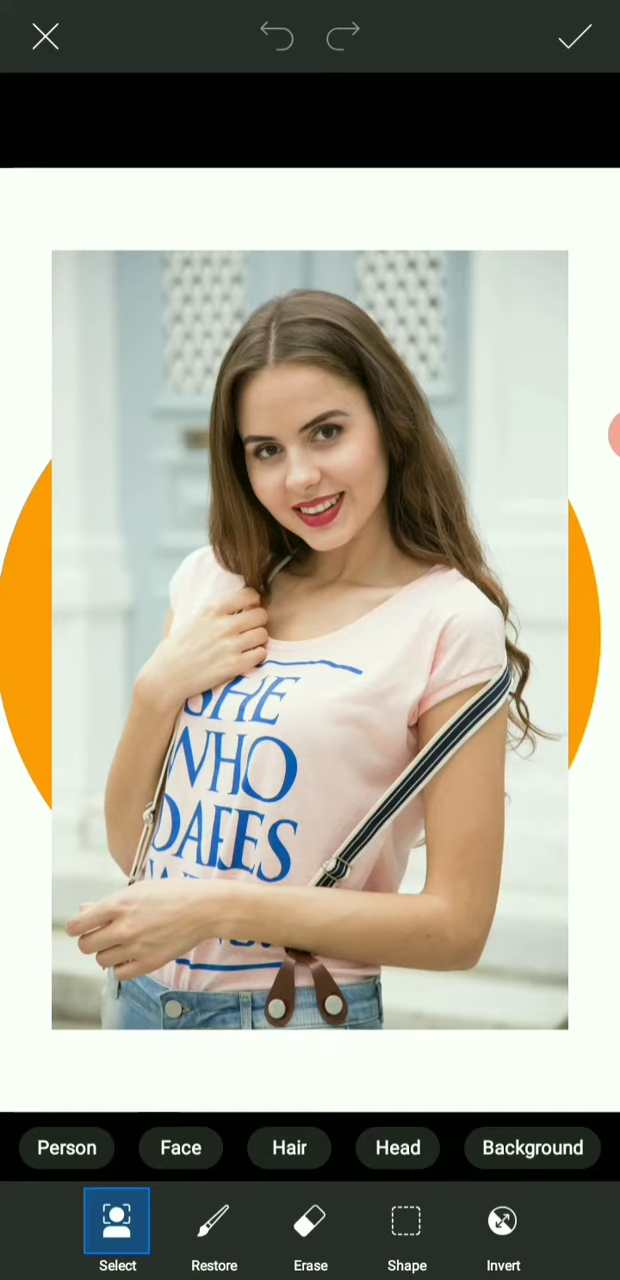 SHE
WHO
DARES
Person Face Hair Head Background
Select Restore Erase Shape Invert